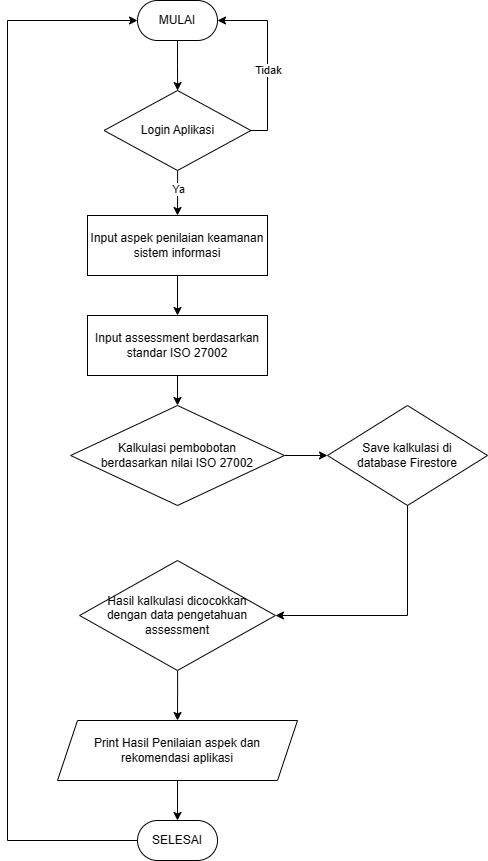 MULAI
Tidak
Login Aplikasi
Ya
Input aspek penilaian keamanan
sistem informasi
Input assessment berdasarkan
standar ISO 27002
Kalkulasi pembobotan
berdasarkan nilai ISO 27002
Save kalkulasi di
database Firestore
Hasil kalkulasi dicocokkan
dengan data pengetahuan
assessment
Print Hasil Penilaian aspek dan
rekomendasi aplikasi
SELESAI